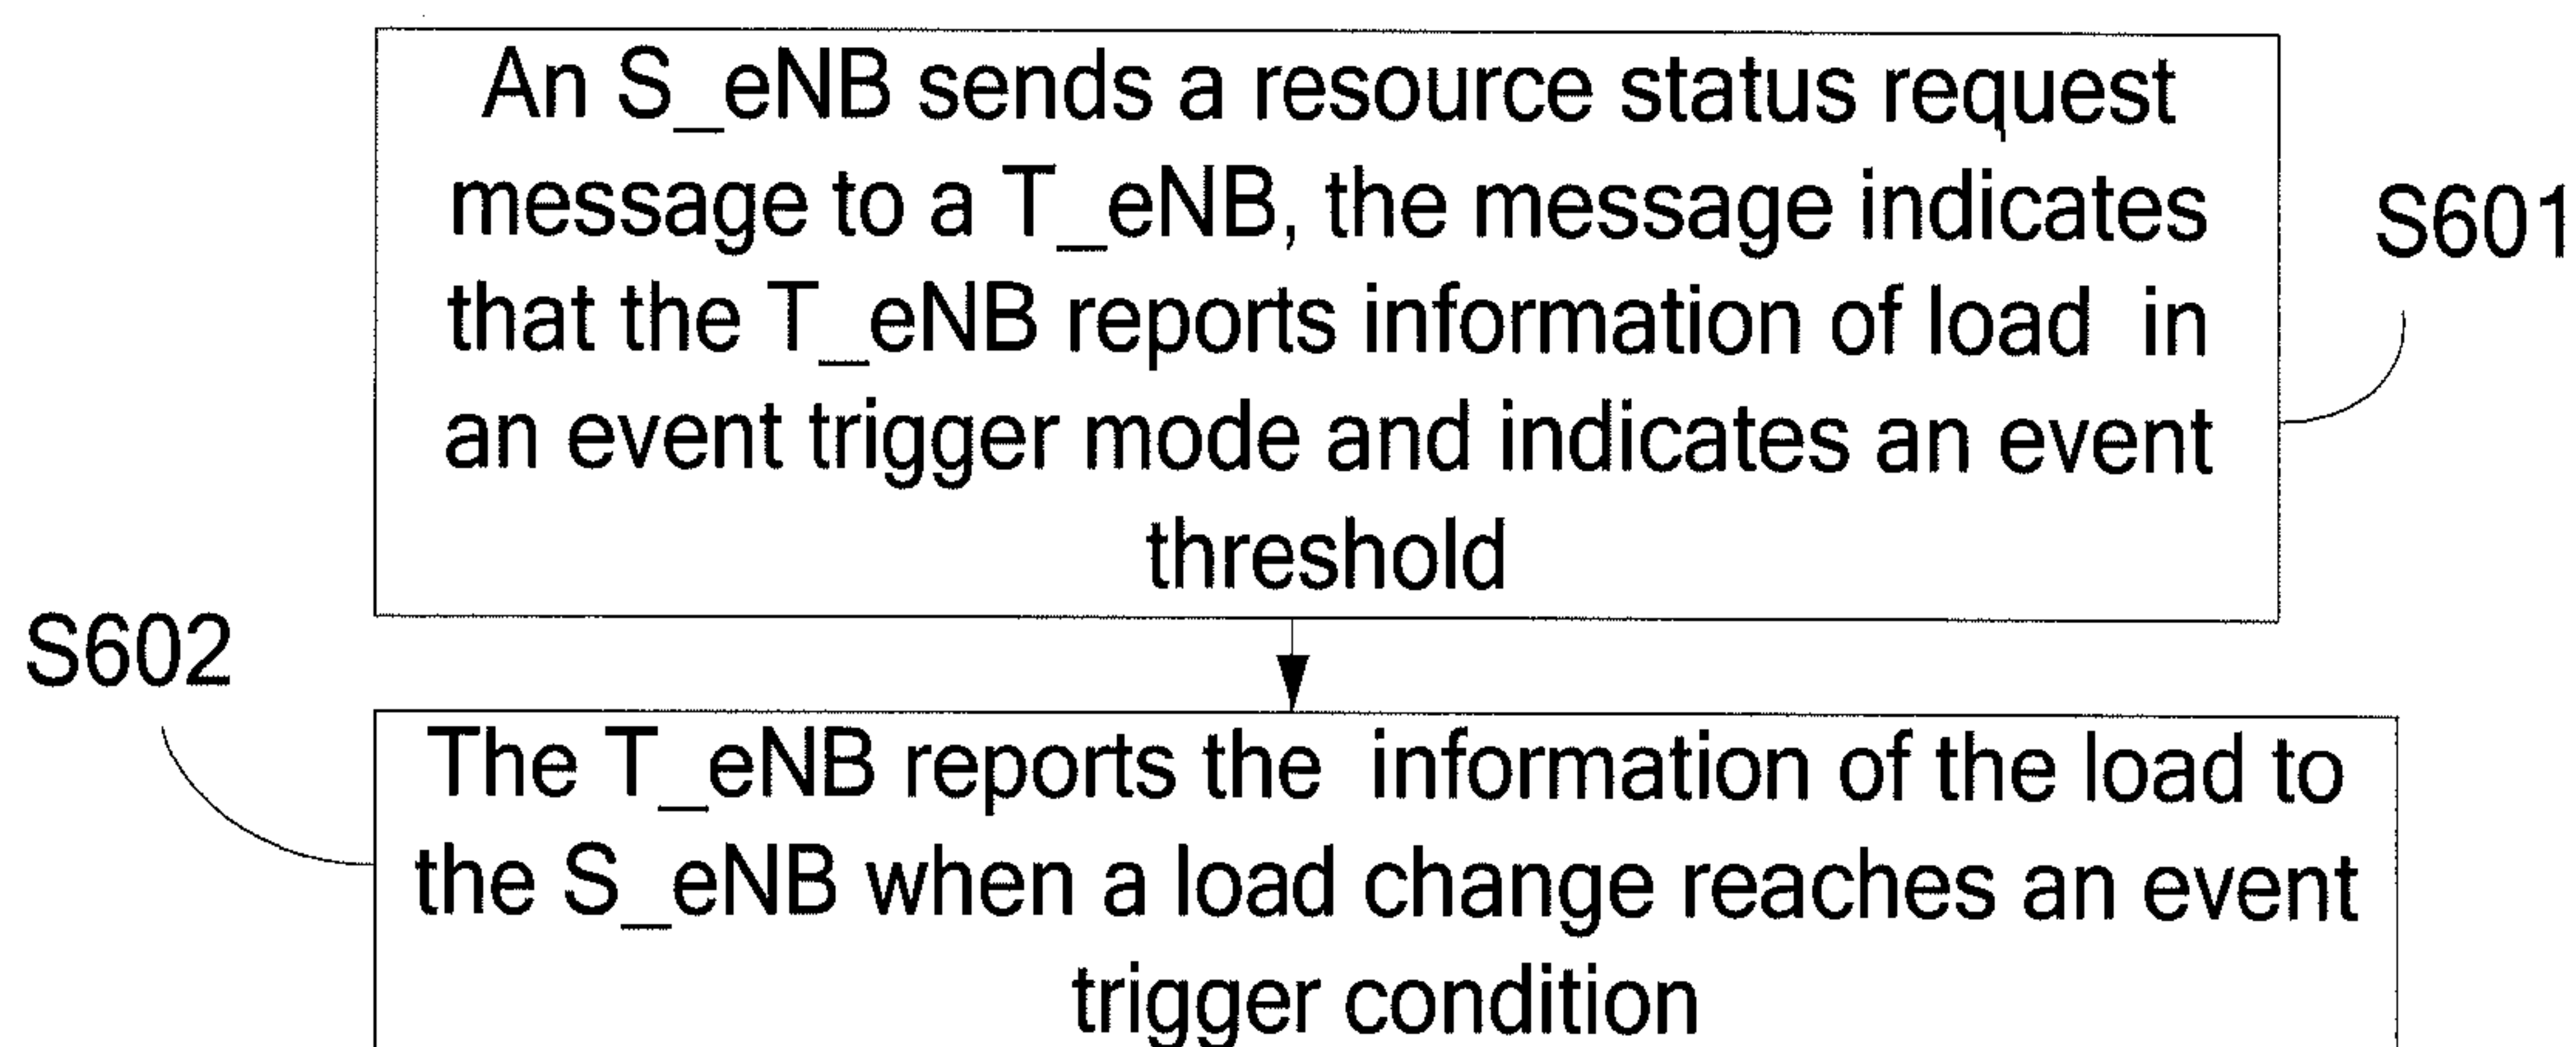 An S_eNB sends a resource status request
message to a T_eNB, the message indicates
that the T_eNB reports information of load in
an event trigger mode and indicates an event
threshold
S601
S602
The T_eNB reports the information of the load to
the S_eNB when a load change reaches an event
trigger condition